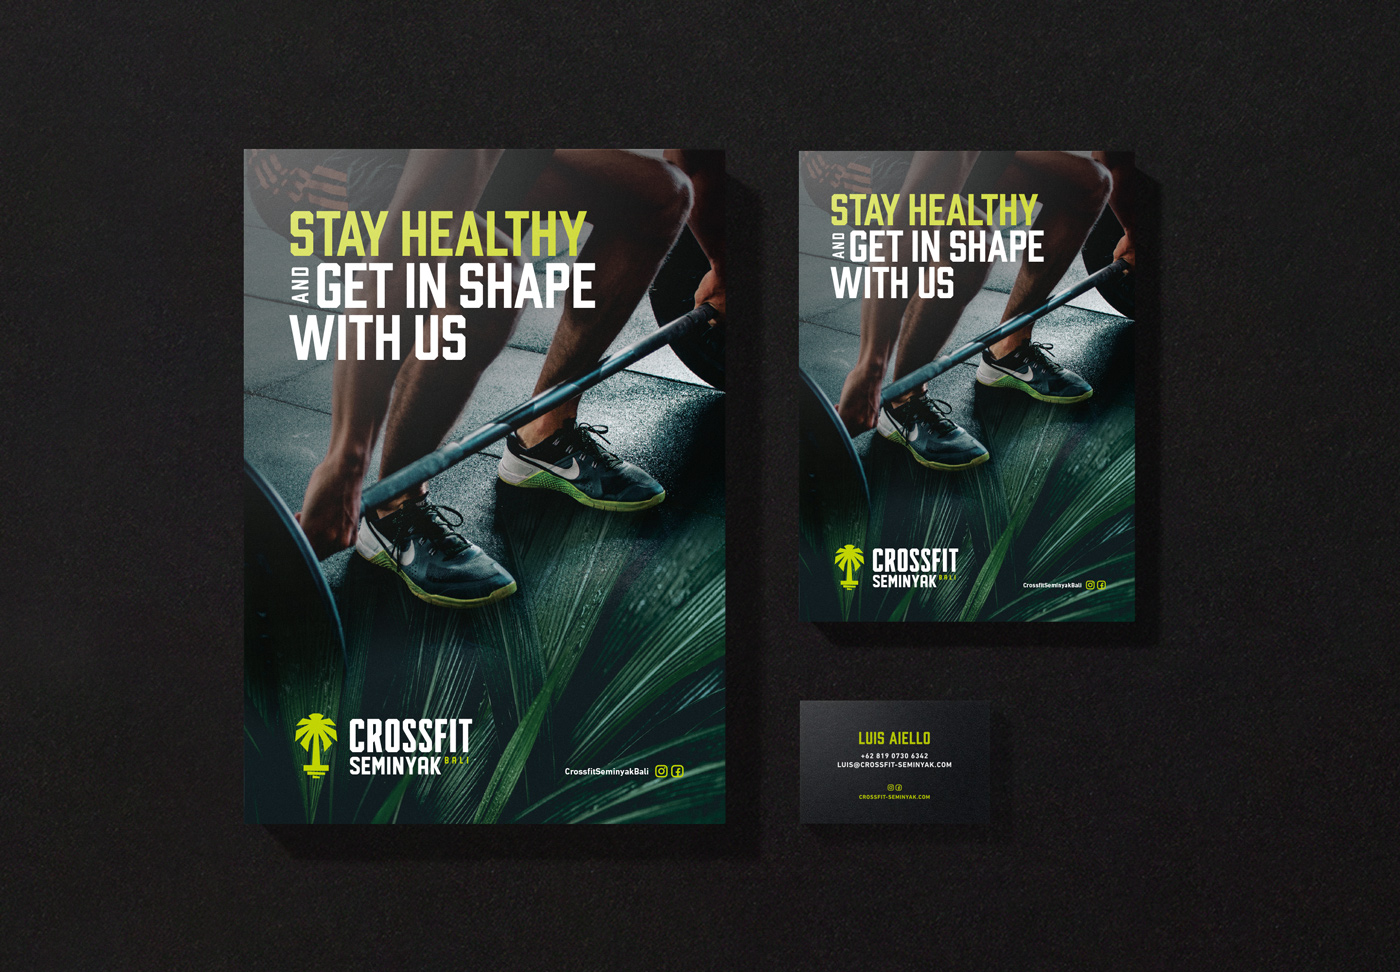 STAY HEALTHY
AND GET IN SHAPE
WITH US
CROSSFIT
SEMINYAK BALI
CrossfitSeminyakBali
STAY HEALTHY
AND GET IN SHAPE
WITH US
CROSSFIT
SEMINYAK BALI
CrossfitSeminyakBali
LUIS AIELLO
+62 819 0730 6342
LUIS@CROSSFIT-SEMINYAK.COM
CROSSFIT-SEMINYAK.COM